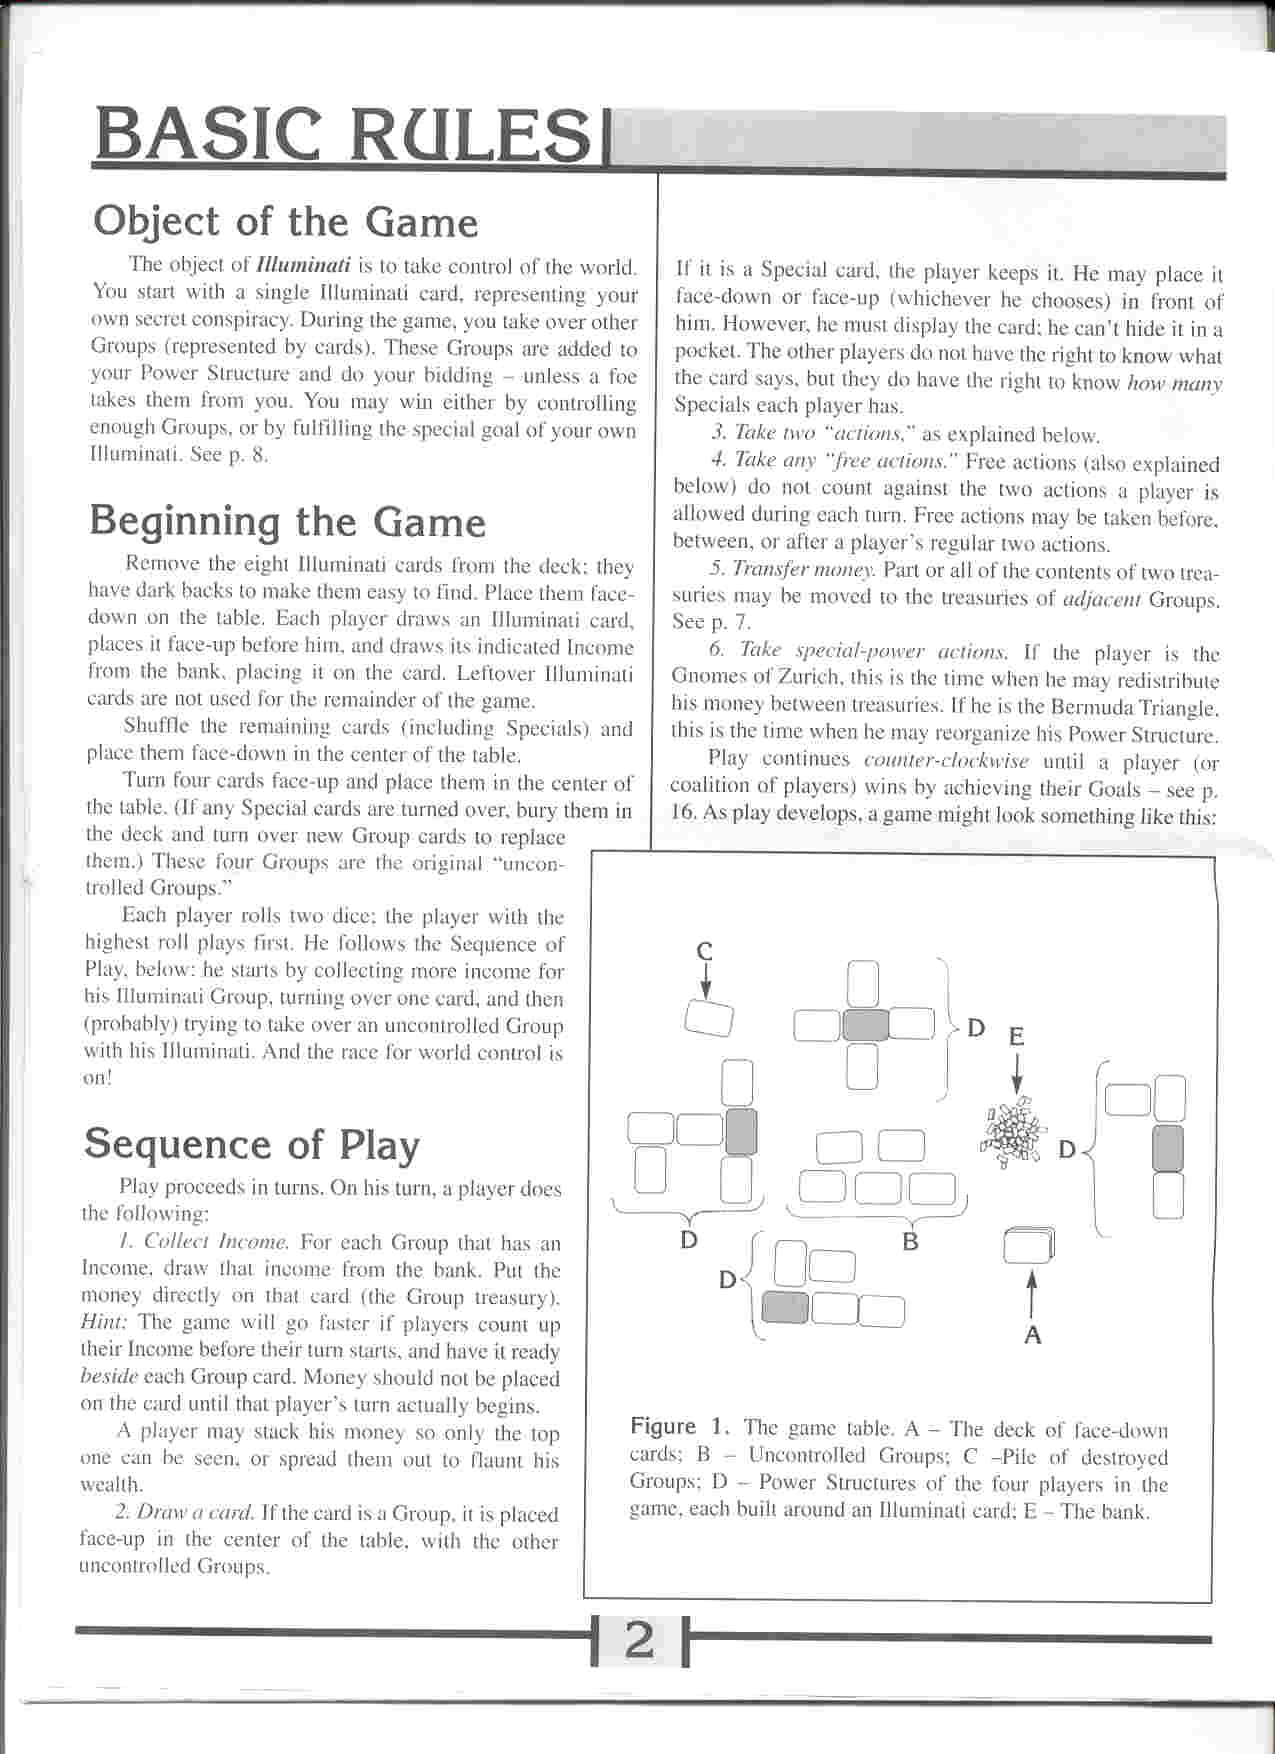 BASIC RULES
Object of the Game
The object of Illuminati is to take control of the world.
You start with a single Illuminati card, representing your
own secret conspiracy. During the game, you take over other
Groups (represented by cards). These Groups are added to
your Power Structure and do your bidding – unless a foe
takes them from you. You may win either by controlling
enough Groups, or by fulfilling the special goal of your own
Illuminati. See p. 8.
Beginning the Game
Remove the eight Illuminati cards from the deck; they
have dark backs to make them easy to find. Place them face-
down on the table. Each player draws an Illuminati card,
places it face-up before him, and draws its indicated Income
from the bank, placing it on the card. Leftover Illuminati
cards are not used for the remainder of the game.
Shuffle the remaining cards (including Specials) and
place them face-down in the center of the table.
Turn four cards face-up and place them in the center of
the table. (If any Special cards are turned over, bury them in
the deck and turn over new Group cards to replace
them.) These four Groups are the original “uncon-
trolled Groups.”
Each player rolls two dice; the player with the
highest roll plays first. He follows the Sequence of
Play, below: he starts by collecting more income for
his Illuminati Group, turning over one card, and then
(probably) trying to take over an uncontrolled Group
with his Illuminati. And the race for world control is
on!
Sequence of Play
Play proceeds in turns. On his turn, a player does
the following:
1. Collect Income. For each Group that has an
Income, draw that income from the bank. Put the
money directly on that card (the Group treasury).
Hint: The game will go faster if players count up
their Income before their turn starts, and have it ready
beside each Group card. Money should not be placed
on the card until that player’s turn actually begins.
A player may stack his money so only the top
one can be seen, or spread them out to flaunt his
wealth.
2. Draw a card. If the card is a Group, it is placed
face-up in the center of the table, with the other
uncontrolled Groups.
If it is a Special card, the player keeps it. He may place it
face-down or face-up (whichever he chooses) in front of
him. However, he must display the card; he can’t hide it in a
pocket. The other players do not have the right to know what
the card says, but they do have the right to know how many
Specials each player has.
3. Take two “actions,” as explained below.
4. Take any “free actions.” Free actions (also explained
below) do not count against the two actions a player is
allowed during each turn. Free actions may be taken before,
between, or after a player’s regular two actions.
5. Transfer money. Part or all of the contents of two trea-
suries may be moved to the treasuries of adjacent Groups.
See p. 7.
6. Take special-power actions. If the player is the
Gnomes of Zurich, this is the time when he may redistribute
his money between treasuries. If he is the Bermuda Triangle,
this is the time when he may reorganize his Power Structure.
Play continues counter-clockwise until a player (or
coalition of players) wins by achieving their Goals – see p.
16. As play develops, a game might look something like this:
C
D
E
D
D
B
D
A
Figure 1. The game table. A – The deck of face-down
cards; B – Uncontrolled Groups; C –Pile of destroyed
Groups; D – Power Structures of the four players in the
game, each built around an Illuminati card; E – The bank.
2